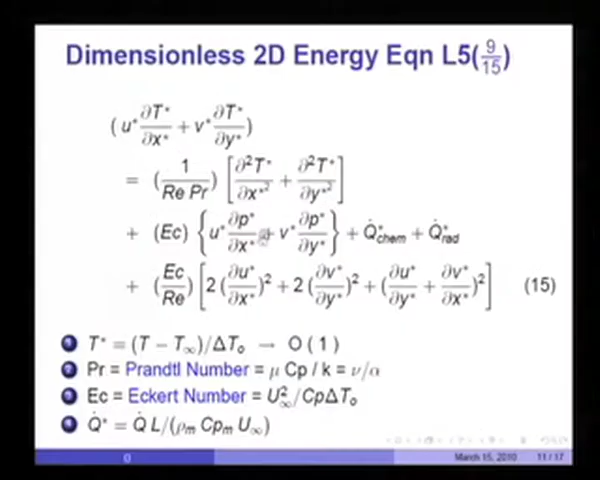 Dimensionless 2D Energy Eqn L5(9/15)
( u* ∂T*/∂x* + v* ∂T*/∂y* )
= (1/Re Pr) [ ∂²T*/∂x*² + ∂²T*/∂y*² ]
+ (Ec) { u* ∂p*/∂x* + v* ∂p*/∂y* } + Q̇*chem + Q̇*rad
+ (Ec/Re) [ 2 (∂u*/∂x*)² + 2 (∂v*/∂y*)² + (∂u*/∂y* + ∂v*/∂x*)² ] (15)
T* = (T − T∞)/ΔTo → O ( 1 )
Pr = Prandtl Number = μ Cp / k = ν/α
Ec = Eckert Number = U²∞/CpΔTo
Q̇* = Q̇ L/(ρm Cpm U∞)
() March 15, 2010 11 / 17